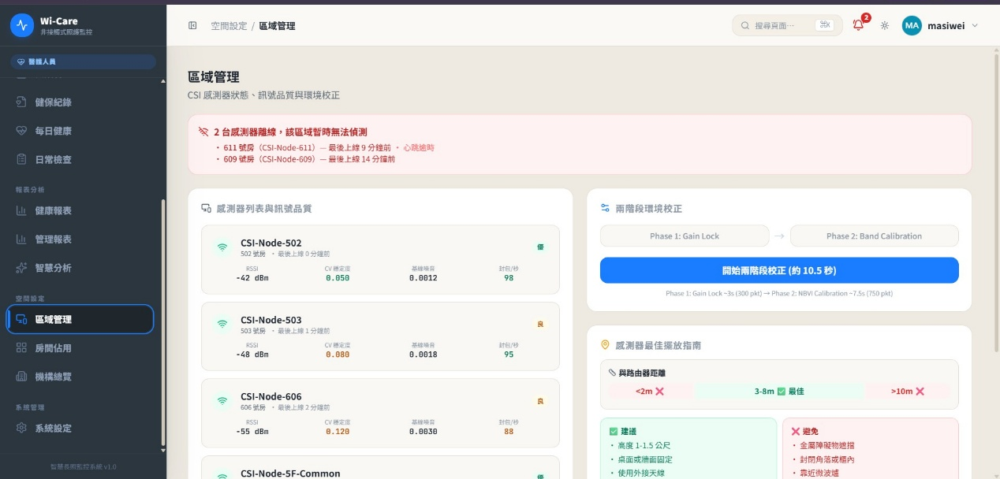 Wi-Care
非接觸式照護監控
醫護人員
健保紀錄
每日健康
日常檢查
報表分析
健康報表
管理報表
智慧分析
空間設定
區域管理
房間佔用
機構總覽
系統管理
系統設定
智慧長照監控系統 v1.0
空間設定 / 區域管理
搜尋頁面… ⌘K
2
MA masiwei
區域管理
CSI 感測器狀態、訊號品質與環境校正
2 台感測器離線，該區域暫時無法偵測
• 611 號房（CSI-Node-611）— 最後上線 9 分鐘前 • 心跳逾時
• 609 號房（CSI-Node-609）— 最後上線 14 分鐘前
感測器列表與訊號品質
CSI-Node-502
502 號房 • 最後上線 0 分鐘前
優
RSSI CV 穩定度 基線噪音 封包/秒
-42 dBm 0.050 0.0012 98
CSI-Node-503
503 號房 • 最後上線 1 分鐘前
良
RSSI CV 穩定度 基線噪音 封包/秒
-48 dBm 0.080 0.0018 95
CSI-Node-606
606 號房 • 最後上線 2 分鐘前
良
RSSI CV 穩定度 基線噪音 封包/秒
-55 dBm 0.120 0.0030 88
CSI-Node-5F-Common
優
兩階段環境校正
Phase 1: Gain Lock → Phase 2: Band Calibration
開始兩階段校正 (約 10.5 秒)
Phase 1: Gain Lock ~3s (300 pkt) → Phase 2: NBVI Calibration ~7.5s (750 pkt)
感測器最佳擺放指南
📏 與路由器距離
<2m ❌ 3-8m ✅ 最佳 >10m ❌
✅ 建議
• 高度 1-1.5 公尺
• 桌面或牆面固定
• 使用外接天線
❌ 避免
• 金屬障礙物遮擋
• 封閉角落或櫃內
• 靠近微波爐